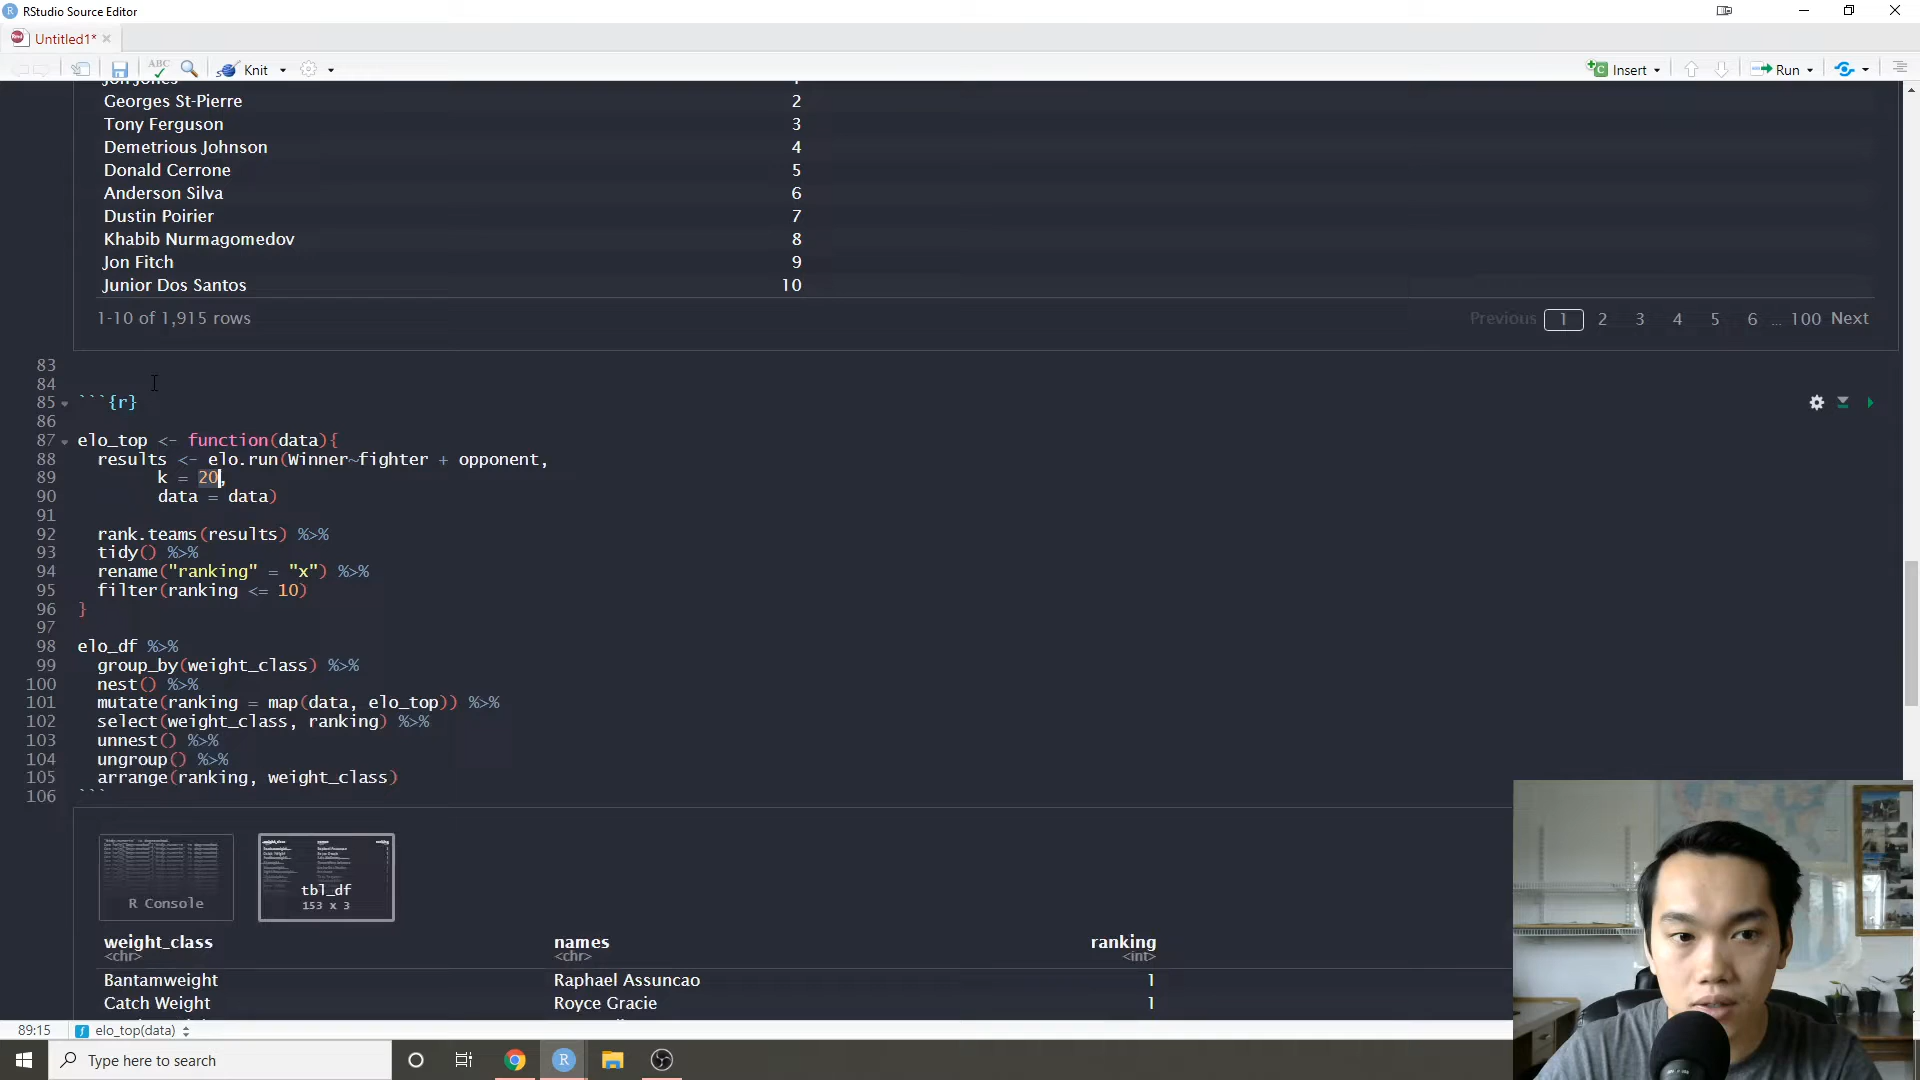 RStudio Source Editor
Untitled1*
ABC
Knit
Insert
Run
Jon Jones 1
Georges St-Pierre 2
Tony Ferguson 3
Demetrious Johnson 4
Donald Cerrone 5
Anderson Silva 6
Dustin Poirier 7
Khabib Nurmagomedov 8
Jon Fitch 9
Junior Dos Santos 10
1-10 of 1,915 rows
Previous 1 2 3 4 5 6 ... 100 Next
83
84
85 ```{r}
86
87 elo_top <- function(data){
88 results <- elo.run(Winner~fighter + opponent,
89 k = 20,
90 data = data)
91
92 rank.teams(results) %>%
93 tidy() %>%
94 rename("ranking" = "x") %>%
95 filter(ranking <= 10)
96 }
97
98 elo_df %>%
99 group_by(weight_class) %>%
100 nest() %>%
101 mutate(ranking = map(data, elo_top)) %>%
102 select(weight_class, ranking) %>%
103 unnest() %>%
104 ungroup() %>%
105 arrange(ranking, weight_class)
106 ```
R Console
tbl_df
153 x 3
weight_class names ranking
<chr> <chr> <int>
Bantamweight Raphael Assuncao 1
Catch Weight Royce Gracie 1
89:15 elo_top(data)
Type here to search